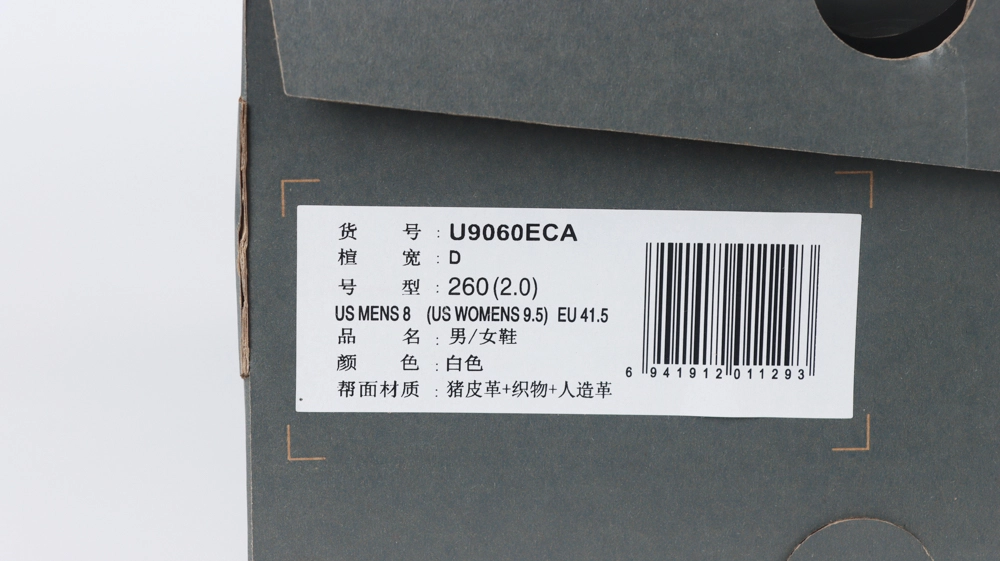 货 号 : U9060ECA
楦 宽 : D
号 型 : 260(2.0)
US MENS 8 (US WOMENS 9.5) EU 41.5
品 名 : 男/女鞋
颜 色 : 白色
帮面材质 : 猪皮革+织物+人造革
6 941912 011293